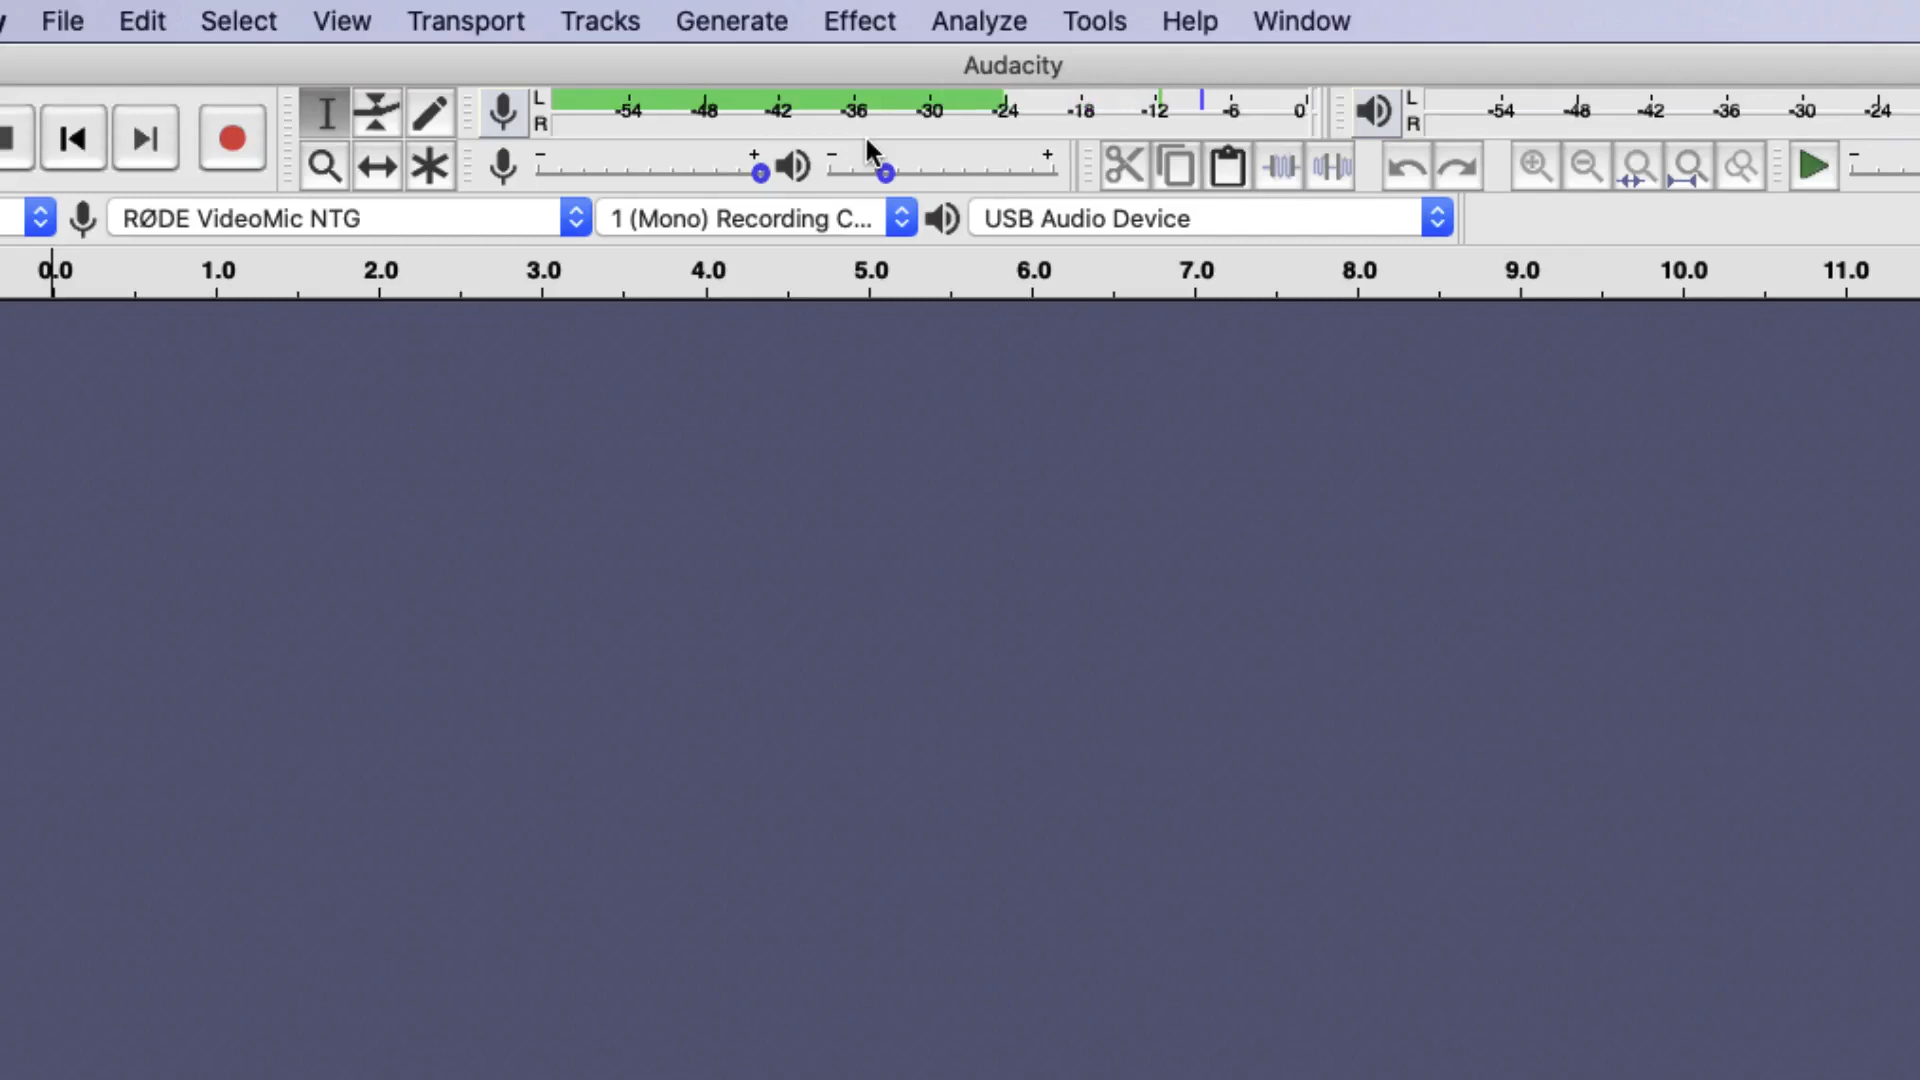 File Edit Select View Transport Tracks Generate Effect Analyze Tools Help Window
Audacity
L -54 -48 -42 -36 -30 -24 -18 -12 -6 0 L -54 -48 -42 -36 -30 -24
R R
- + - + -
RØDE VideoMic NTG 1 (Mono) Recording C... USB Audio Device
0.0 1.0 2.0 3.0 4.0 5.0 6.0 7.0 8.0 9.0 10.0 11.0